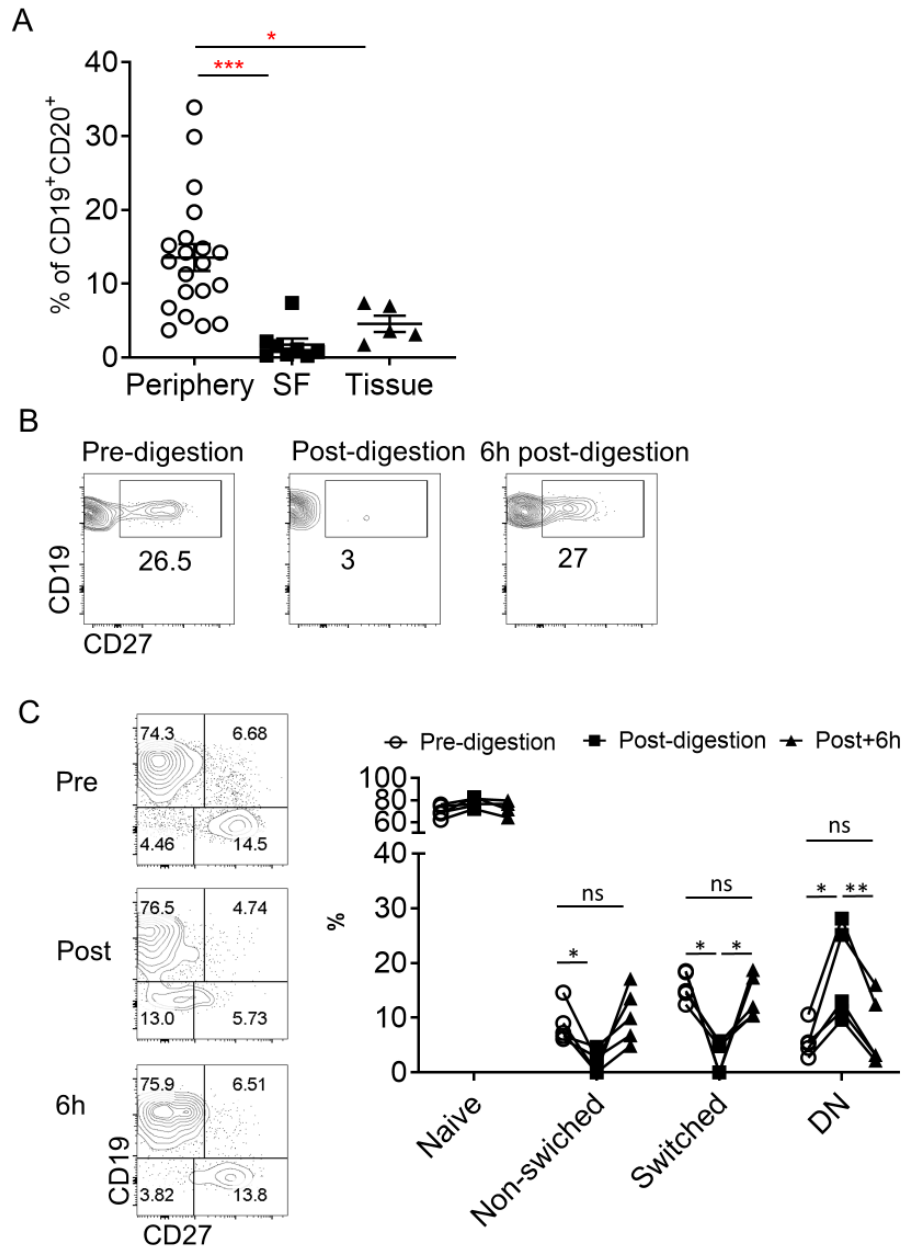 A
*
***
40
30
20
10
0
% of CD19+CD20+
Periphery SF Tissue
B
Pre-digestion Post-digestion 6h post-digestion
26.5 3 27
CD19
CD27
C
Pre-digestion Post-digestion Post+6h
Pre
74.3 6.68
4.46 14.5
Post
76.5 4.74
13.0 5.73
6h
75.9 6.51
3.82 13.8
CD19
CD27
100
80
60
40
30
20
10
0
%
ns ns ns
* * * * **
Naive Non-swiched Switched DN